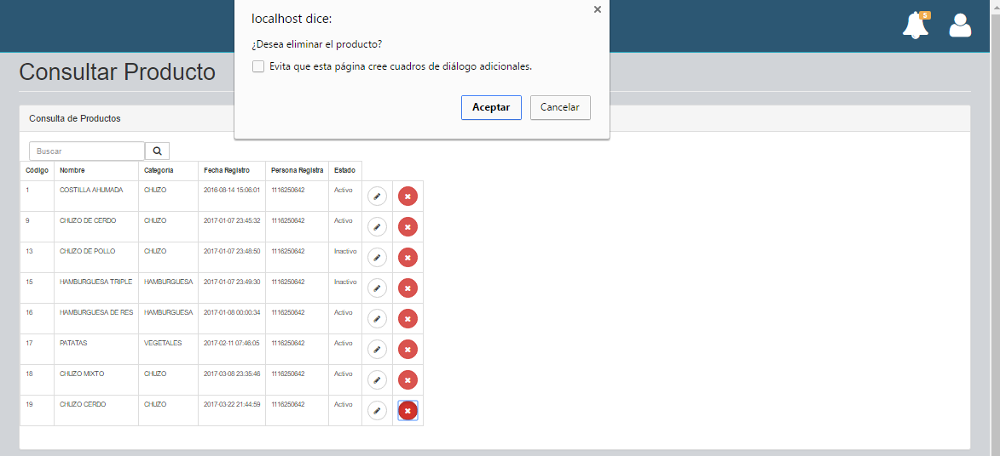 localhost dice:
¿Desea eliminar el producto?
Evita que esta página cree cuadros de diálogo adicionales.
Aceptar Cancelar
5
Consultar Producto
Consulta de Productos
Buscar
Código Nombre Categoria Fecha Registro Persona Registra Estado
1 COSTILLA AHUMADA CHUZO 2016-08-14 15:06:01 1116250642 Activo
9 CHUZO DE CERDO CHUZO 2017-01-07 23:45:32 1116250642 Activo
13 CHUZO DE POLLO CHUZO 2017-01-07 23:48:50 1116250642 Inactivo
15 HAMBURGUESA TRIPLE HAMBURGUESA 2017-01-07 23:49:30 1116250642 Inactivo
16 HAMBURGUESA DE RES HAMBURGUESA 2017-01-08 00:00:34 1116250642 Activo
17 PATATAS VEGETALES 2017-02-11 07:46:05 1116250642 Activo
18 CHUZO MIXTO CHUZO 2017-03-08 23:35:46 1116250642 Activo
19 CHUZO CERDO CHUZO 2017-03-22 21:44:59 1116250642 Activo